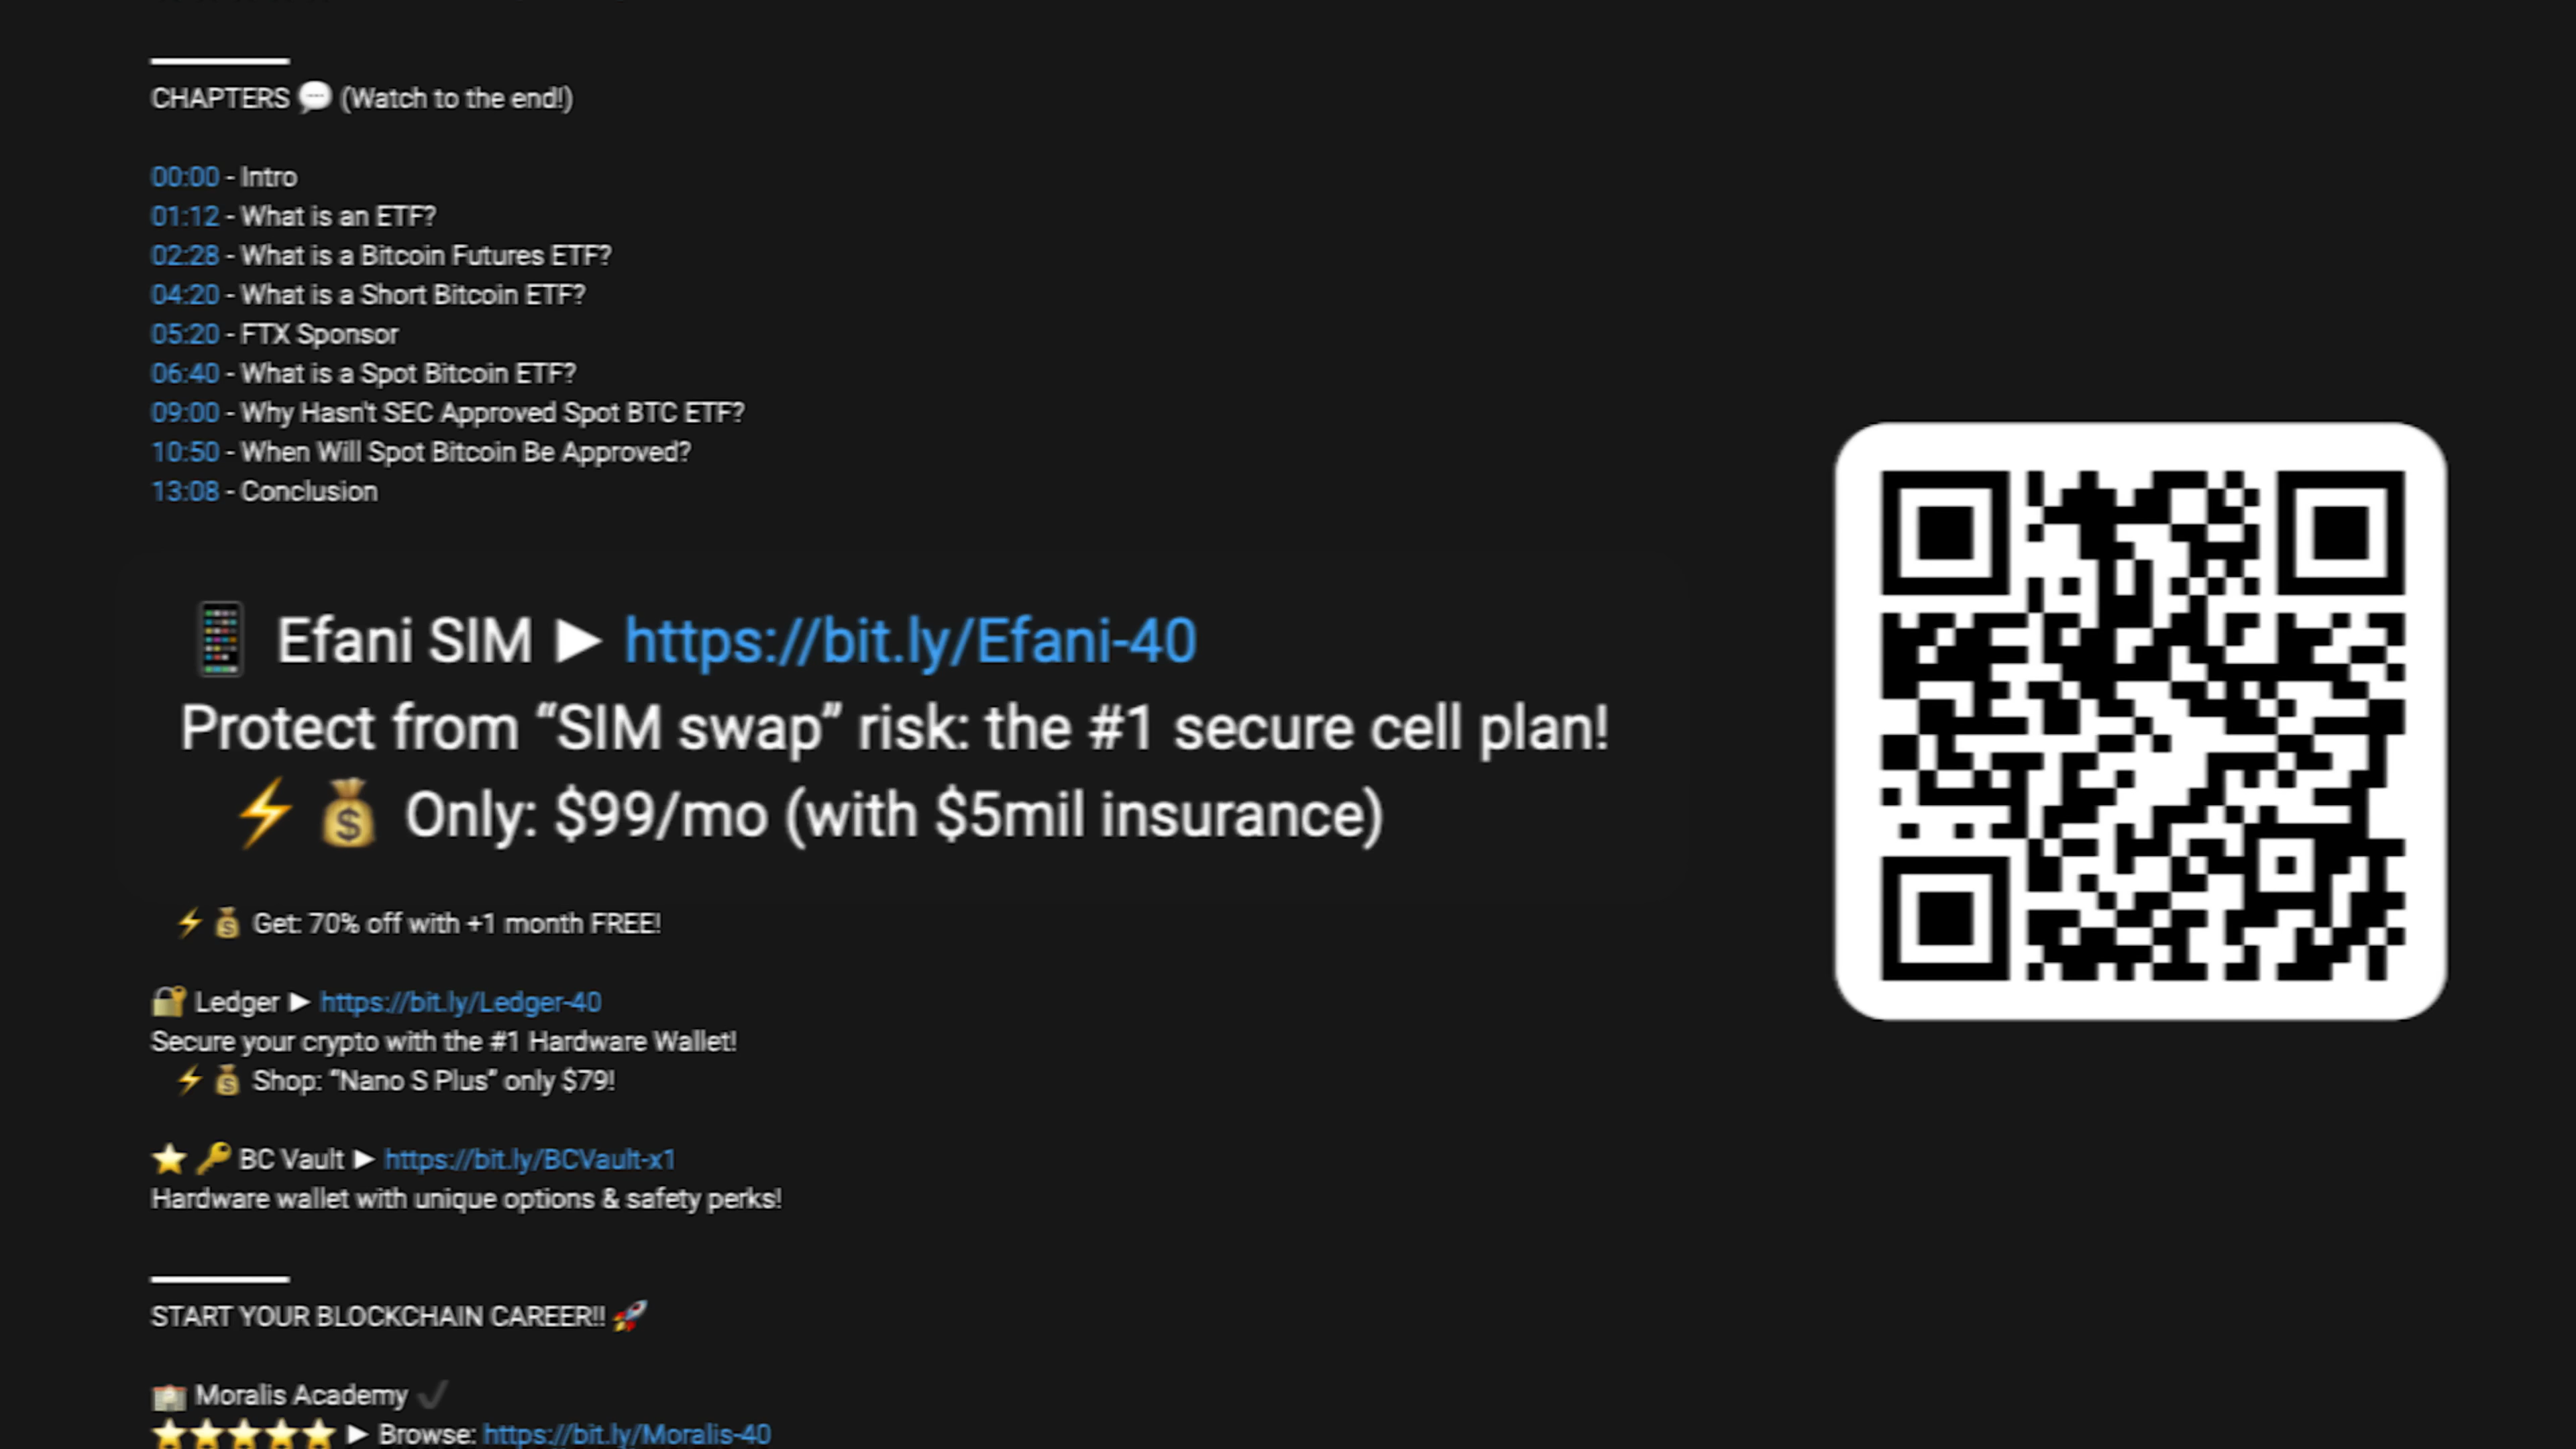 CHAPTERS 💬 (Watch to the end!)
00:00 - Intro
01:12 - What is an ETF?
02:28 - What is a Bitcoin Futures ETF?
04:20 - What is a Short Bitcoin ETF?
05:20 - FTX Sponsor
06:40 - What is a Spot Bitcoin ETF?
09:00 - Why Hasn't SEC Approved Spot BTC ETF?
10:50 - When Will Spot Bitcoin Be Approved?
13:08 - Conclusion
📱 Efani SIM ► https://bit.ly/Efani-40
Protect from “SIM swap” risk: the #1 secure cell plan!
⚡💰 Only: $99/mo (with $5mil insurance)
⚡💰 Get: 70% off with +1 month FREE!
🔐 Ledger ► https://bit.ly/Ledger-40
Secure your crypto with the #1 Hardware Wallet!
⚡💰 Shop: “Nano S Plus” only $79!
⭐🔑 BC Vault ► https://bit.ly/BCVault-x1
Hardware wallet with unique options & safety perks!
START YOUR BLOCKCHAIN CAREER!! 🚀
🏫 Moralis Academy ✔
⭐⭐⭐⭐⭐ ► Browse: https://bit.ly/Moralis-40